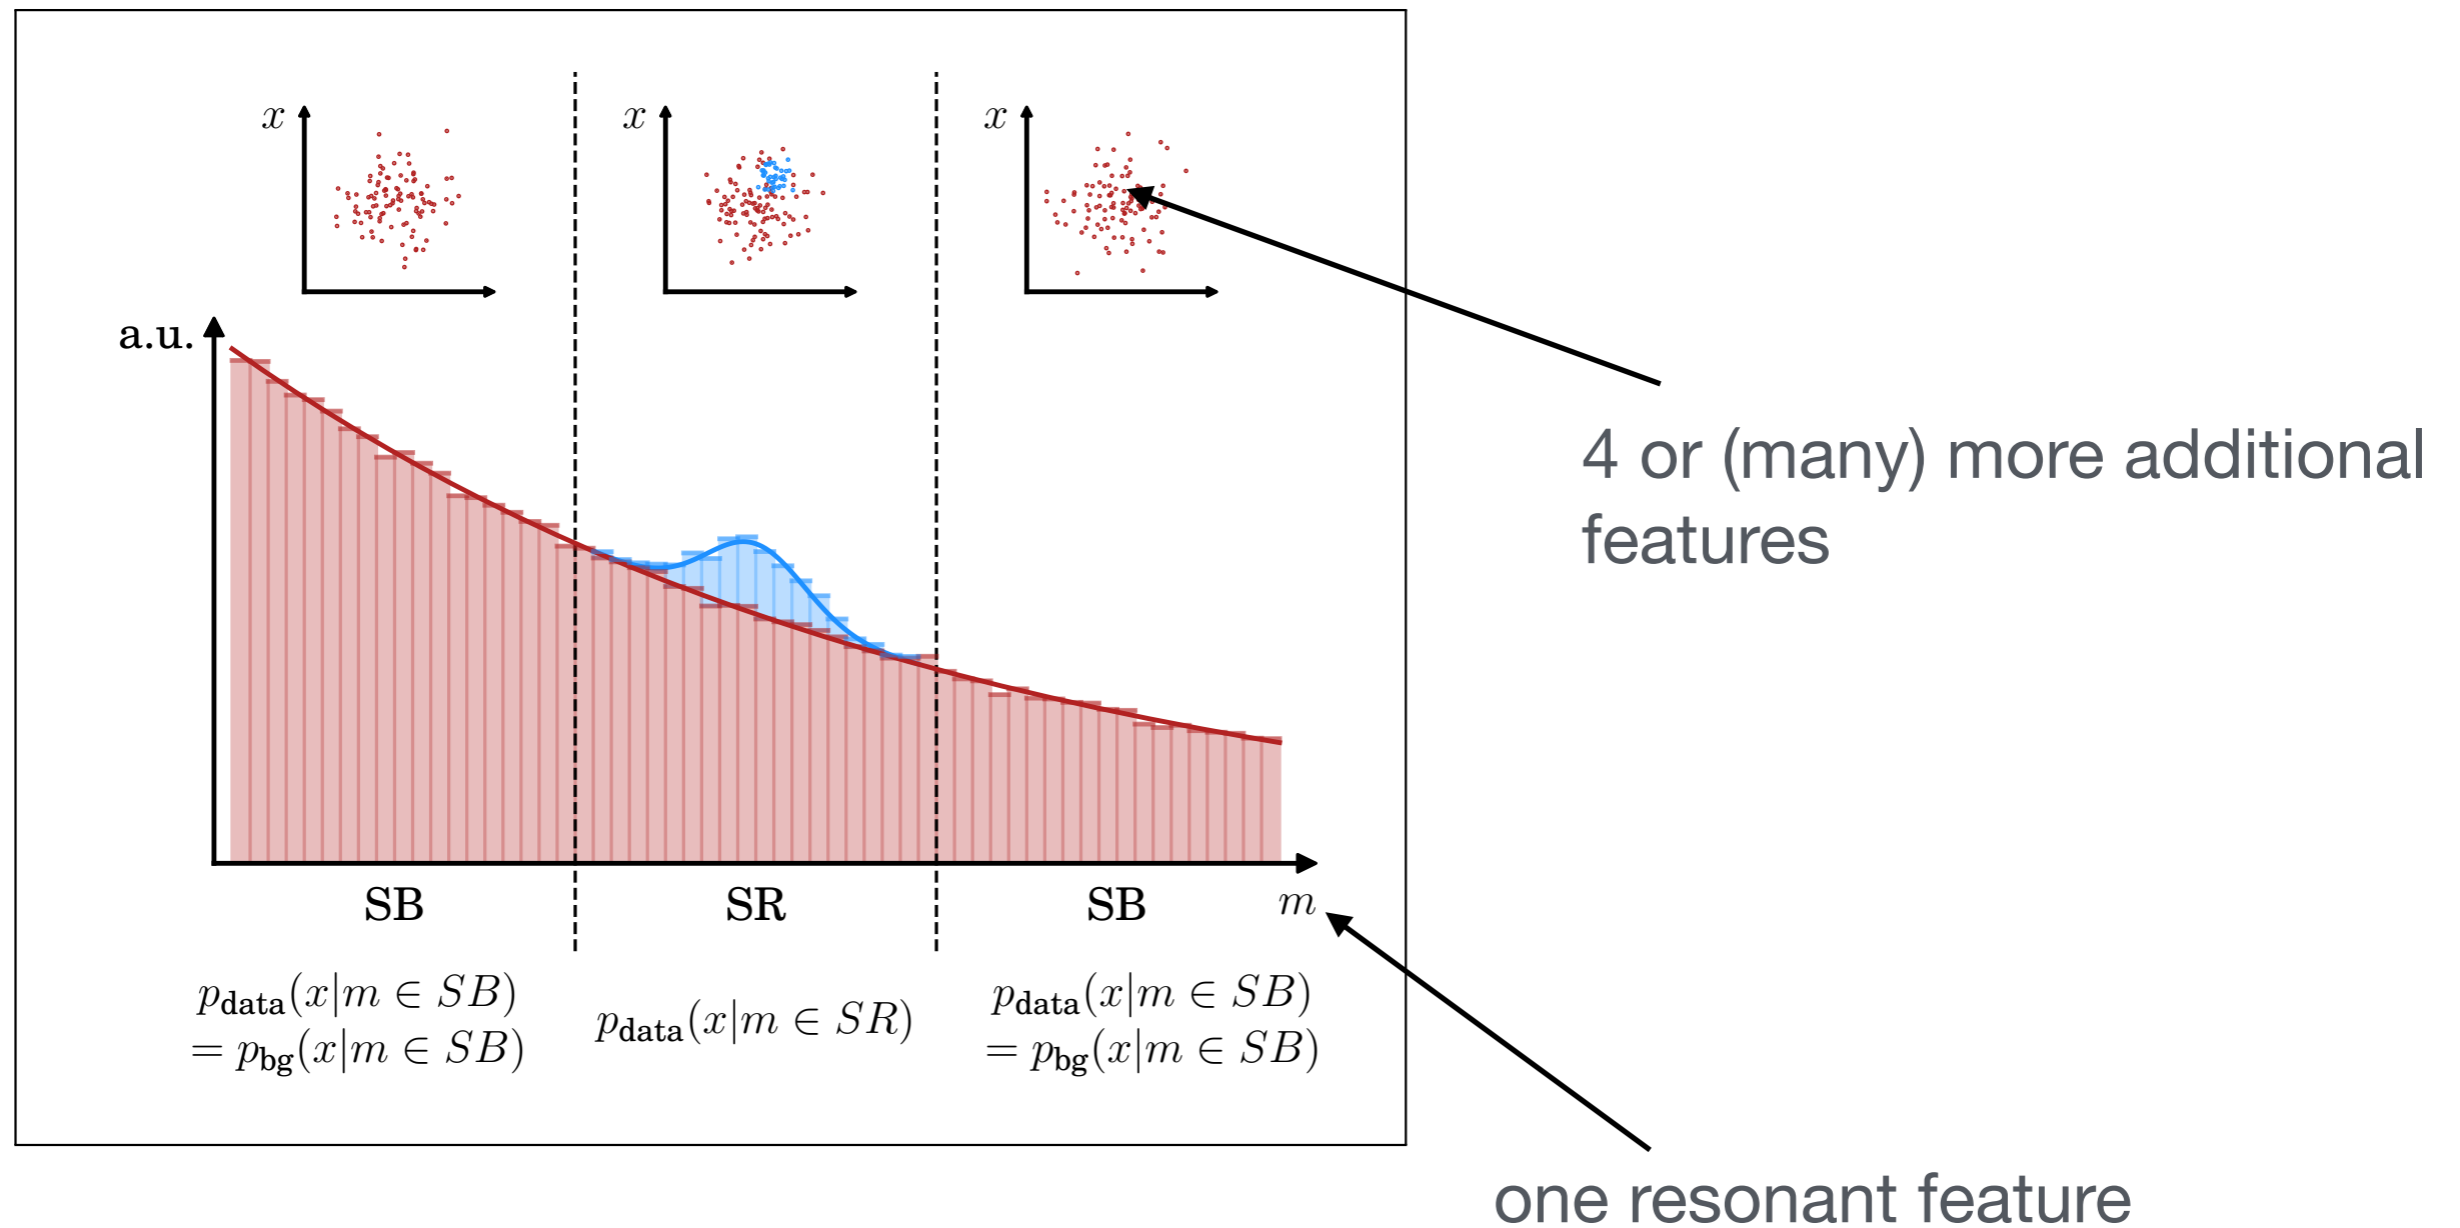 x
x
x
a.u.
4 or (many) more additional
features
SB
SR
SB
m
p_data(x|m ∈ SB)
= p_bg(x|m ∈ SB)
p_data(x|m ∈ SR)
p_data(x|m ∈ SB)
= p_bg(x|m ∈ SB)
one resonant feature